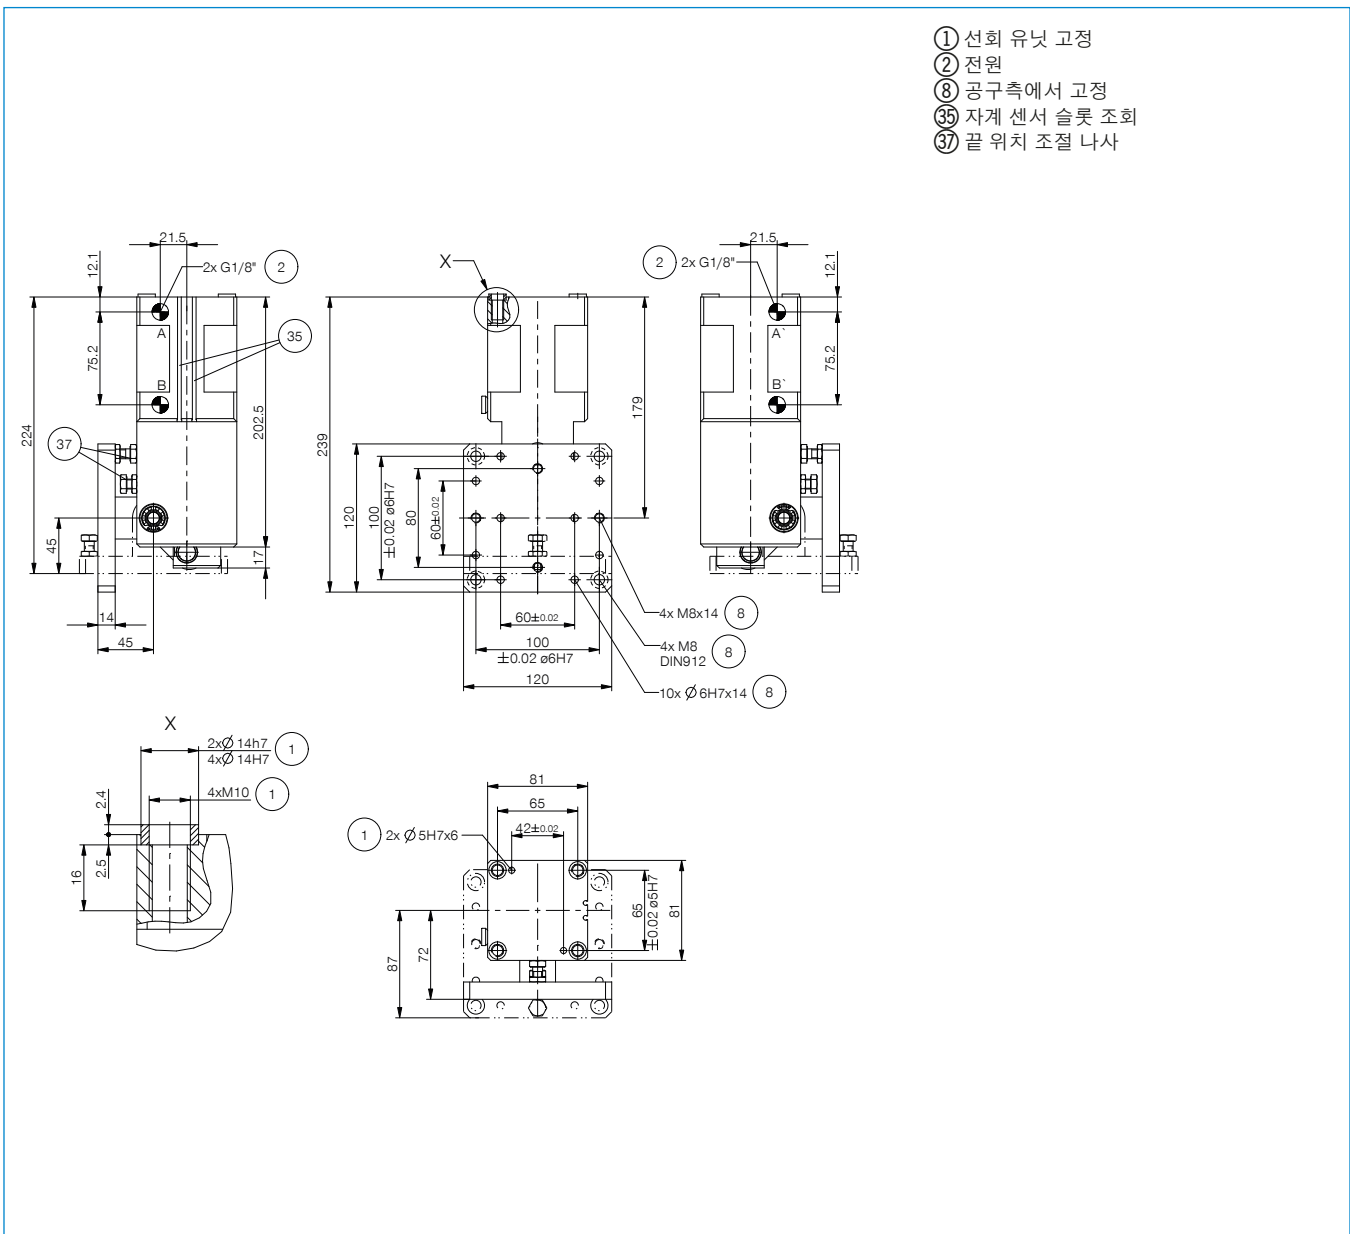 ① 선회 유닛 고정
② 전원
⑧ 공구측에서 고정
㉟ 자계 센서 슬롯 조회
㊲ 끝 위치 조절 나사
21.5
12.1
2x G1/8" 2
A
B
35
75.2
224
202.5
37
45
17
14
45
X
239
179
120
100
±0.02 ø6H7
80
60±0.02
60±0.02
100
±0.02 ø6H7
120
4x M8x14 8
4x M8 8
DIN912
10x Ø 6H7x14 8
21.5
2 2x G1/8"
12.1
A`
B`
75.2
X
2xØ 14h7 1
4xØ 14H7
4xM10 1
2.4
2.5
16
81
65
42±0.02
1 2x Ø 5H7x6
65
±0.02 ø5H7
81
72
87